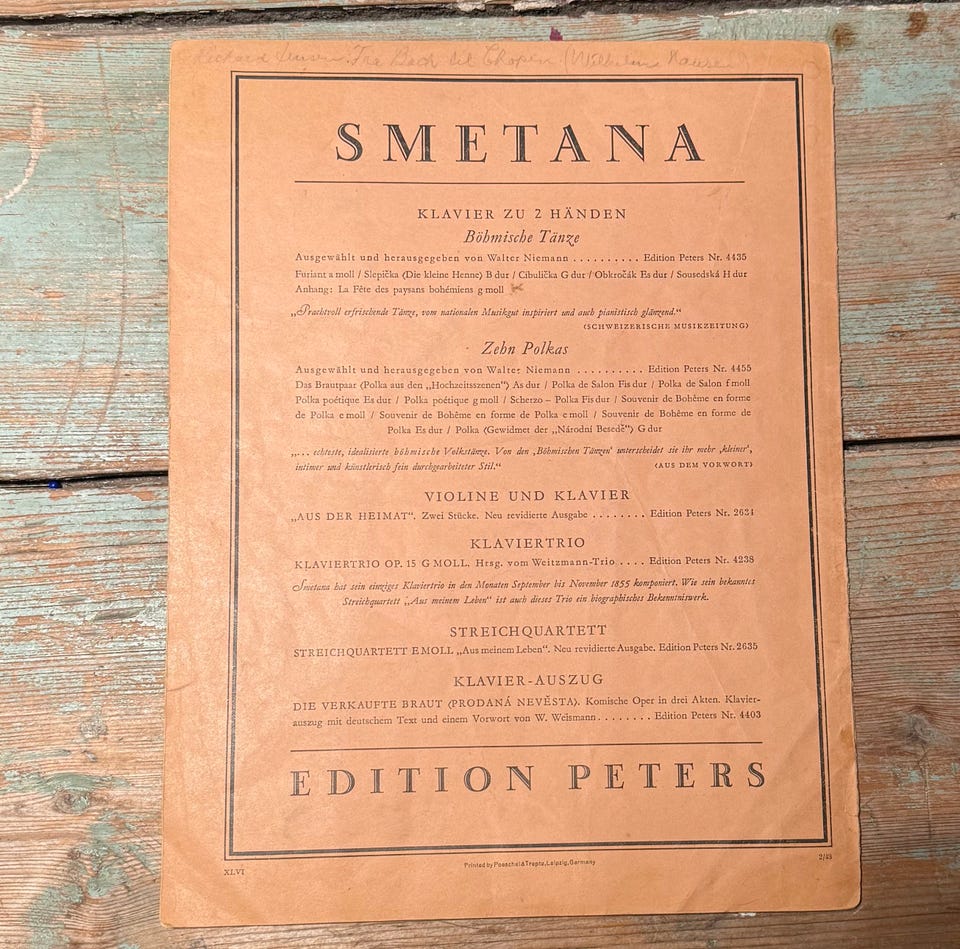 Richard Jensen: Fra Bach til Chopin (Wilhelm Hansen)
SMETANA
KLAVIER ZU 2 HÄNDEN
Böhmische Tänze
Ausgewählt und herausgegeben von Walter Niemann . . . . . . . . . . Edition Peters Nr. 4435
Furiant a moll / Slepička (Die kleine Henne) B dur / Cibulička G dur / Obkročák Es dur / Sousedská H dur
Anhang: La Fête des paysans bohémiens g moll
„Prachtvoll erfrischende Tänze, vom nationalen Musikgut inspiriert und auch pianistisch glänzend.“
(SCHWEIZERISCHE MUSIKZEITUNG)
Zehn Polkas
Ausgewählt und herausgegeben von Walter Niemann . . . . . . . . . . Edition Peters Nr. 4455
Das Brautpaar (Polka aus den „Hochzeitsszenen“) As dur / Polka de Salon Fis dur / Polka de Salon f moll
Polka poétique Es dur / Polka poétique g moll / Scherzo – Polka Fis dur / Souvenir de Bohême en forme
de Polka e moll / Souvenir de Bohême en forme de Polka e moll / Souvenir de Bohême en forme de
Polka Es dur / Polka (Gewidmet der „Národní Besedě“) G dur
„... echteste, idealisierte böhmische Volkstänze. Von den ‚Böhmischen Tänzen‘ unterscheidet sie ihr mehr ‚kleiner‘,
intimer und künstlerisch fein durchgearbeiteter Stil.“ (AUS DEM VORWORT)
VIOLINE UND KLAVIER
„AUS DER HEIMAT“. Zwei Stücke. Neu revidierte Ausgabe . . . . . . . . Edition Peters Nr. 2634
KLAVIERTRIO
KLAVIERTRIO OP. 15 G MOLL. Hrsg. vom Weitzmann-Trio . . . . Edition Peters Nr. 4238
Smetana hat sein einziges Klaviertrio in den Monaten September bis November 1855 komponiert. Wie sein bekanntes
Streichquartett „Aus meinem Leben“ ist auch dieses Trio ein biographisches Bekenntniswerk.
STREICHQUARTETT
STREICHQUARTETT E MOLL „Aus meinem Leben“. Neu revidierte Ausgabe. Edition Peters Nr. 2635
KLAVIER-AUSZUG
DIE VERKAUFTE BRAUT (PRODANÁ NEVĚSTA). Komische Oper in drei Akten. Klavier-
auszug mit deutschem Text und einem Vorwort von W. Weismann . . . . . . . . Edition Peters Nr. 4403
EDITION PETERS
Printed by Poeschel & Trepte, Leipzig, Germany
XLVI
2/43